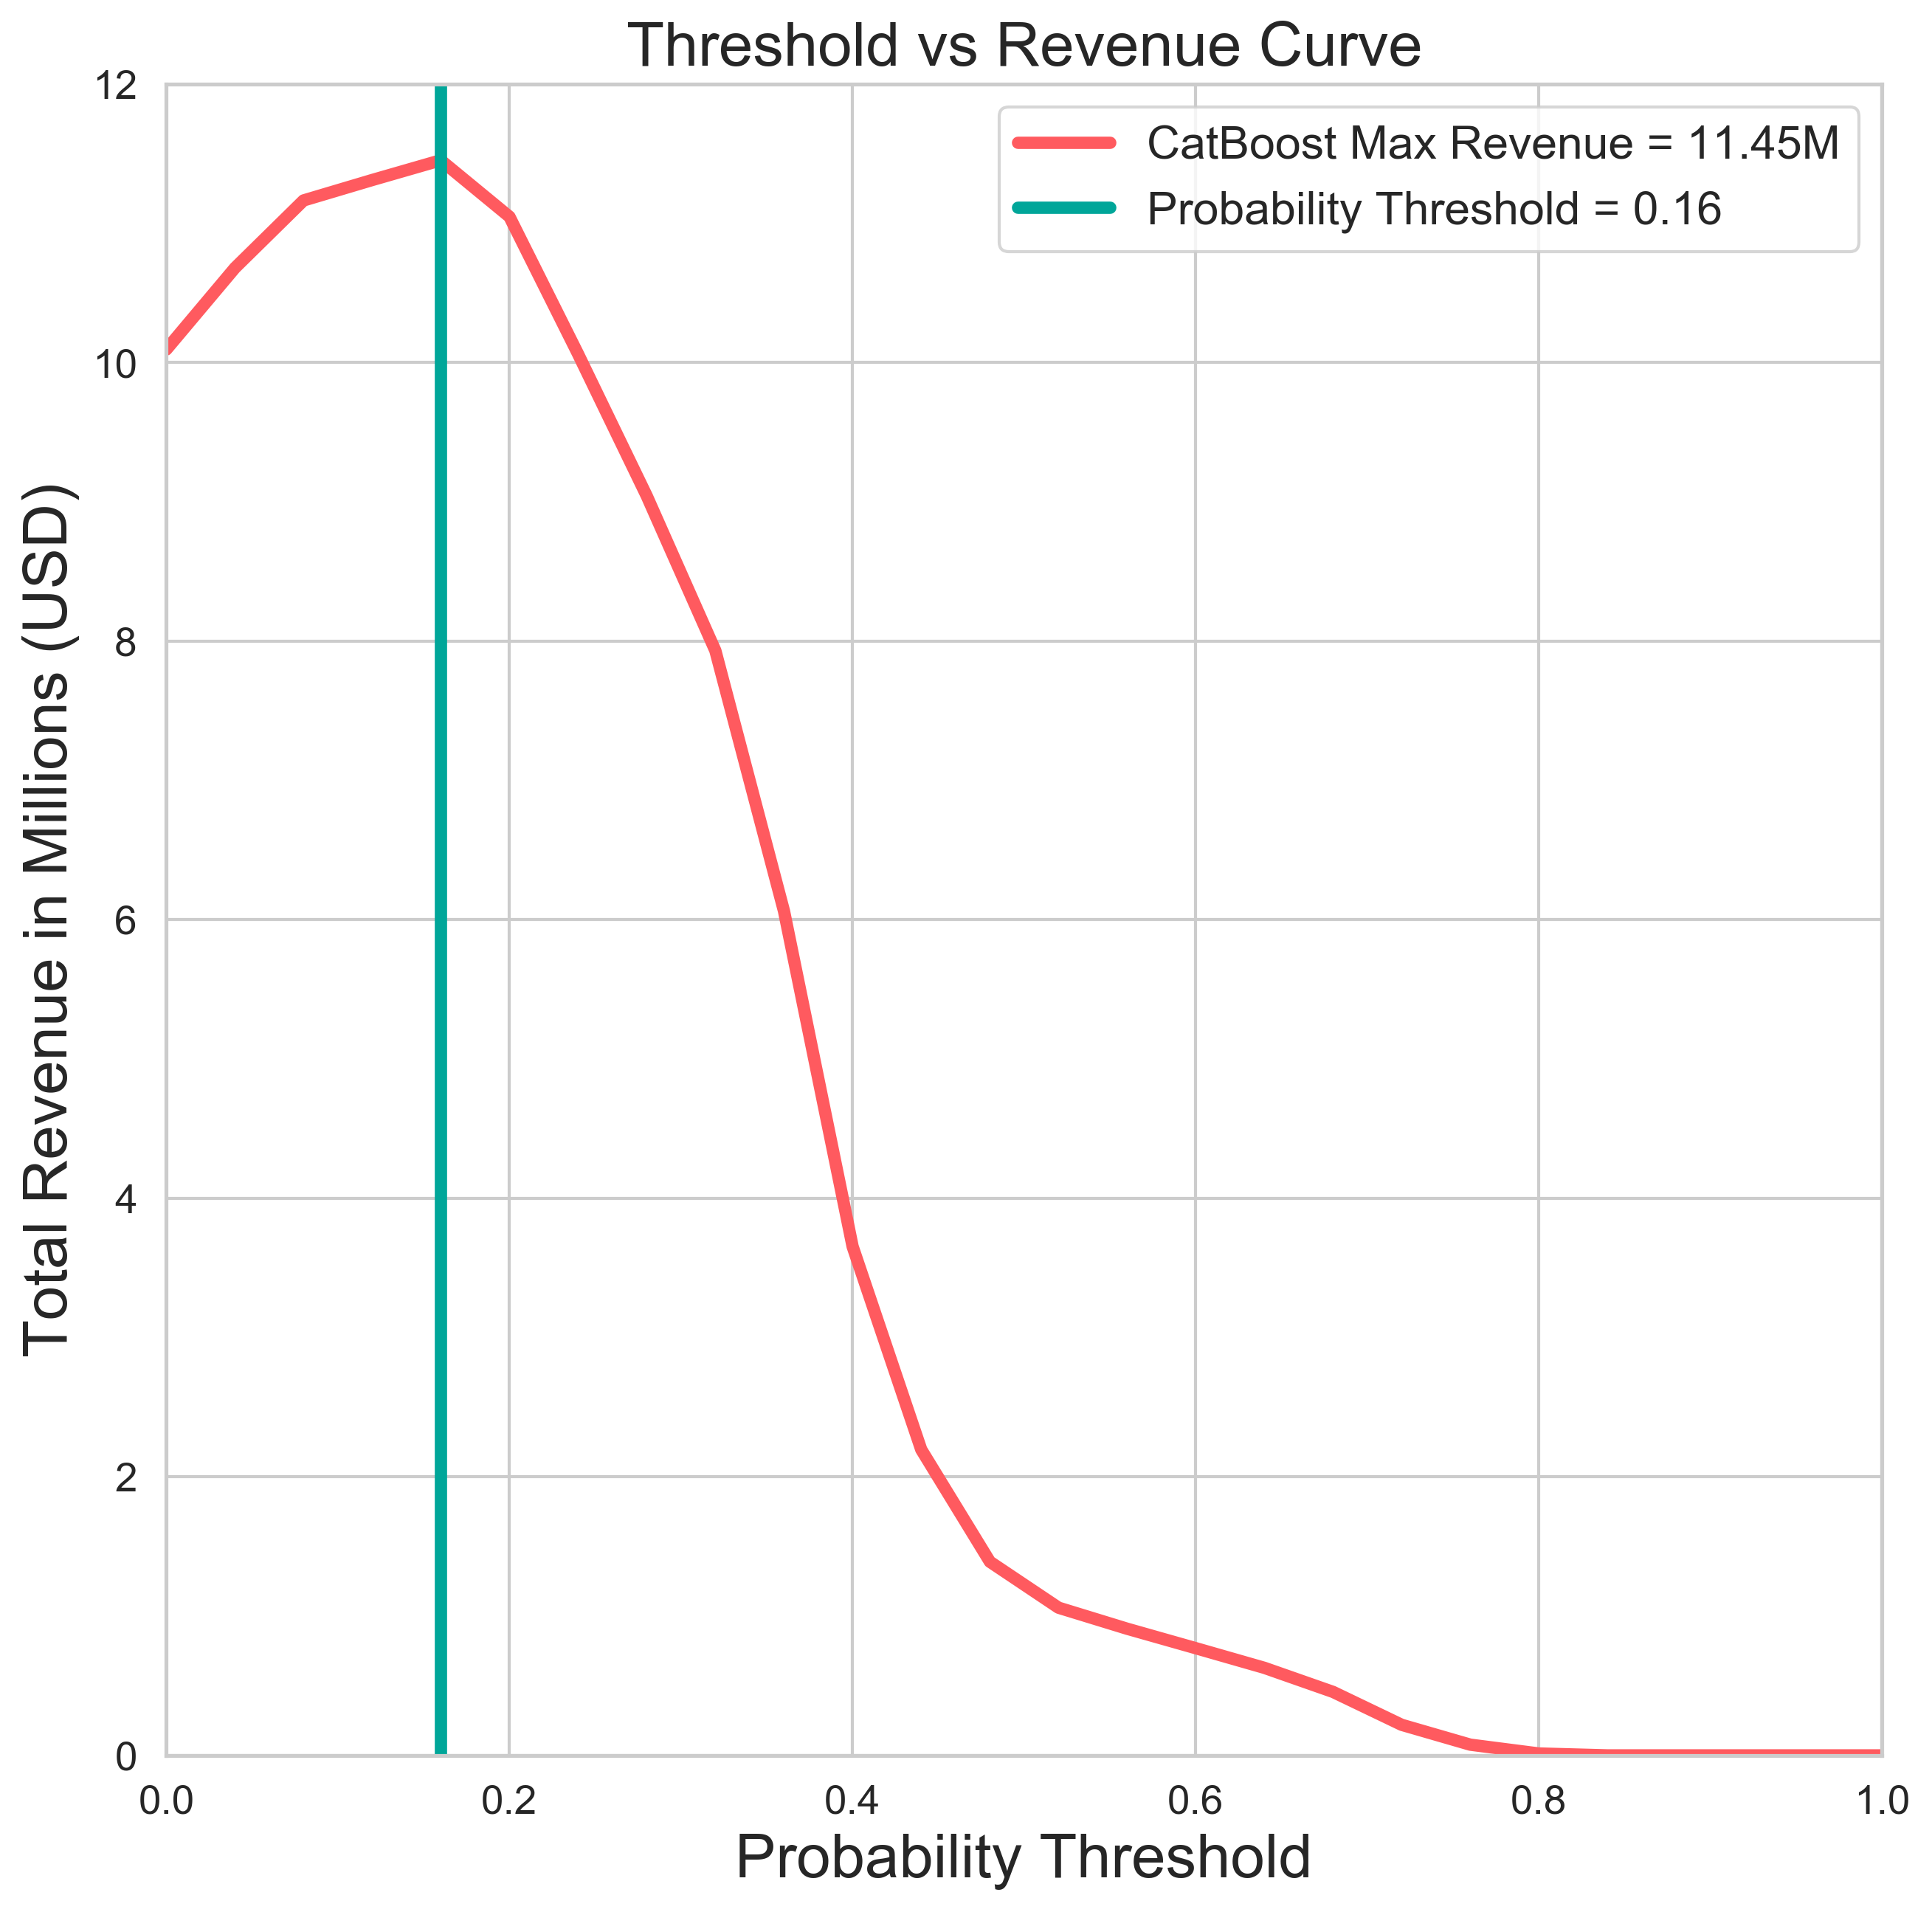 Threshold vs Revenue Curve
CatBoost Max Revenue = 11.45M
Probability Threshold = 0.16
Total Revenue in Millions (USD)
12
10
8
6
4
2
0
0.0 0.2 0.4 0.6 0.8 1.0
Probability Threshold